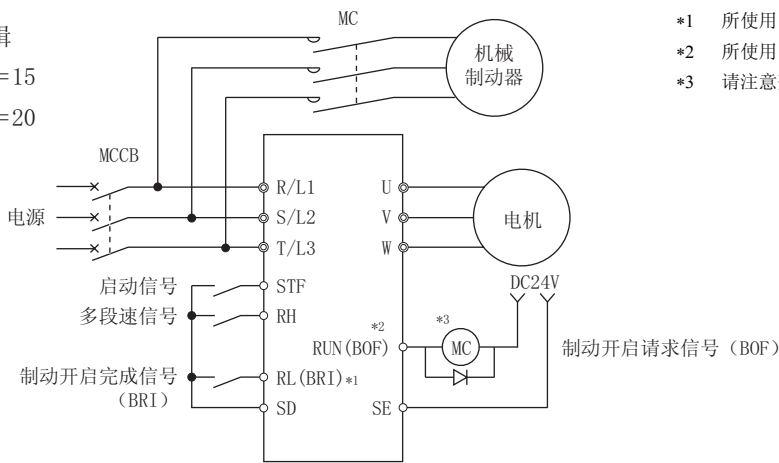 MC
*1 所使用
辑
机械
制动器
*2 所使用
=15
*3 请注意
=20
MCCB
R/L1 U
电源
S/L2 V
电机
T/L3 W
DC24V
启动信号 STF
多段速信号 RH
*2 *3
RUN(BOF) MC 制动开启请求信号（BOF）
制动开启完成信号 RL(BRI)*1
（BRI）
SD SE